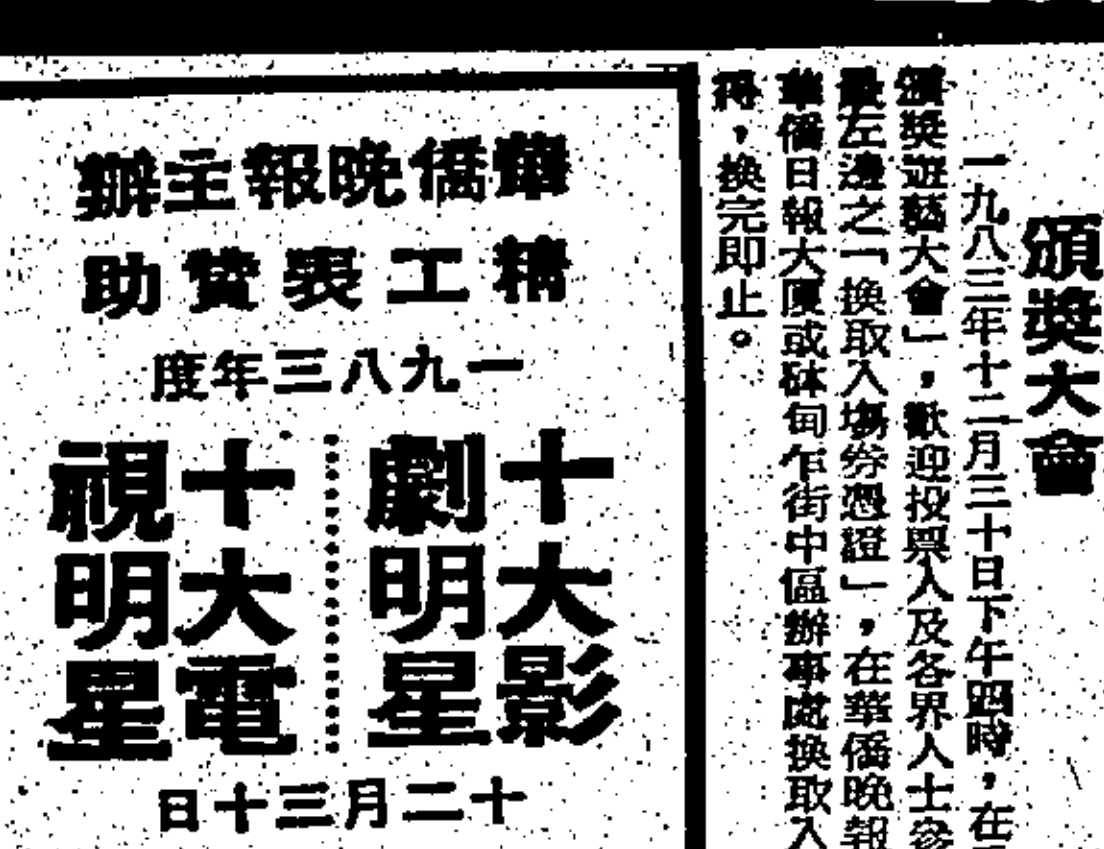 頒獎大會
一九八三年十二月三十日下午四時，在
頒獎遊藝大會」，歡迎投票入及各界人士參
左邊之「換取入場券憑證」，在華僑晚報
華僑日報大厦或砵甸乍街中區辦事處換取入
得，換完即止。
華僑晚報主辦
精工表贊助
一九八三年度
十大影
劇明星
十大電
視明星
十二月三十日